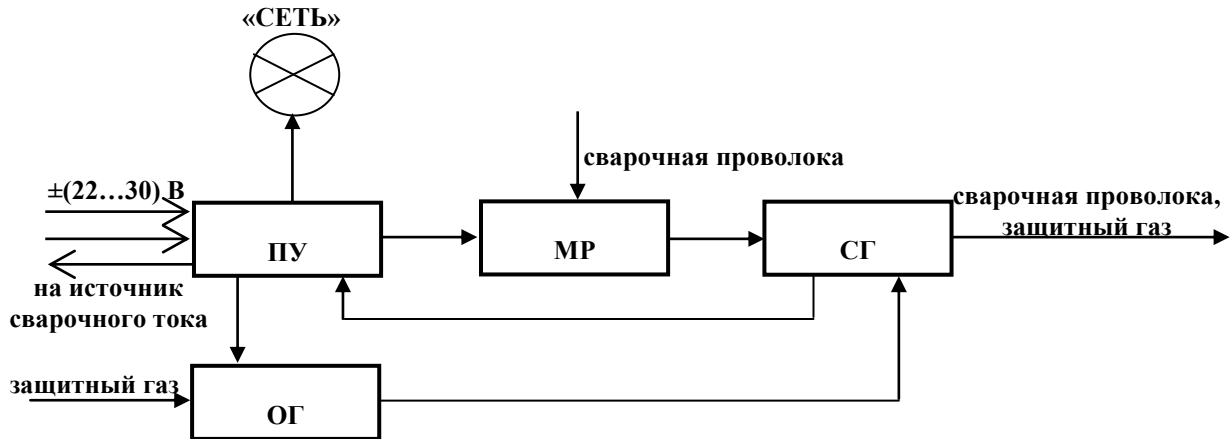 «СЕТЬ»
сварочная проволока
±(22...30) В
сварочная проволока,
защитный газ
ПУ
МР
СГ
на источник
сварочного тока
защитный газ
ОГ